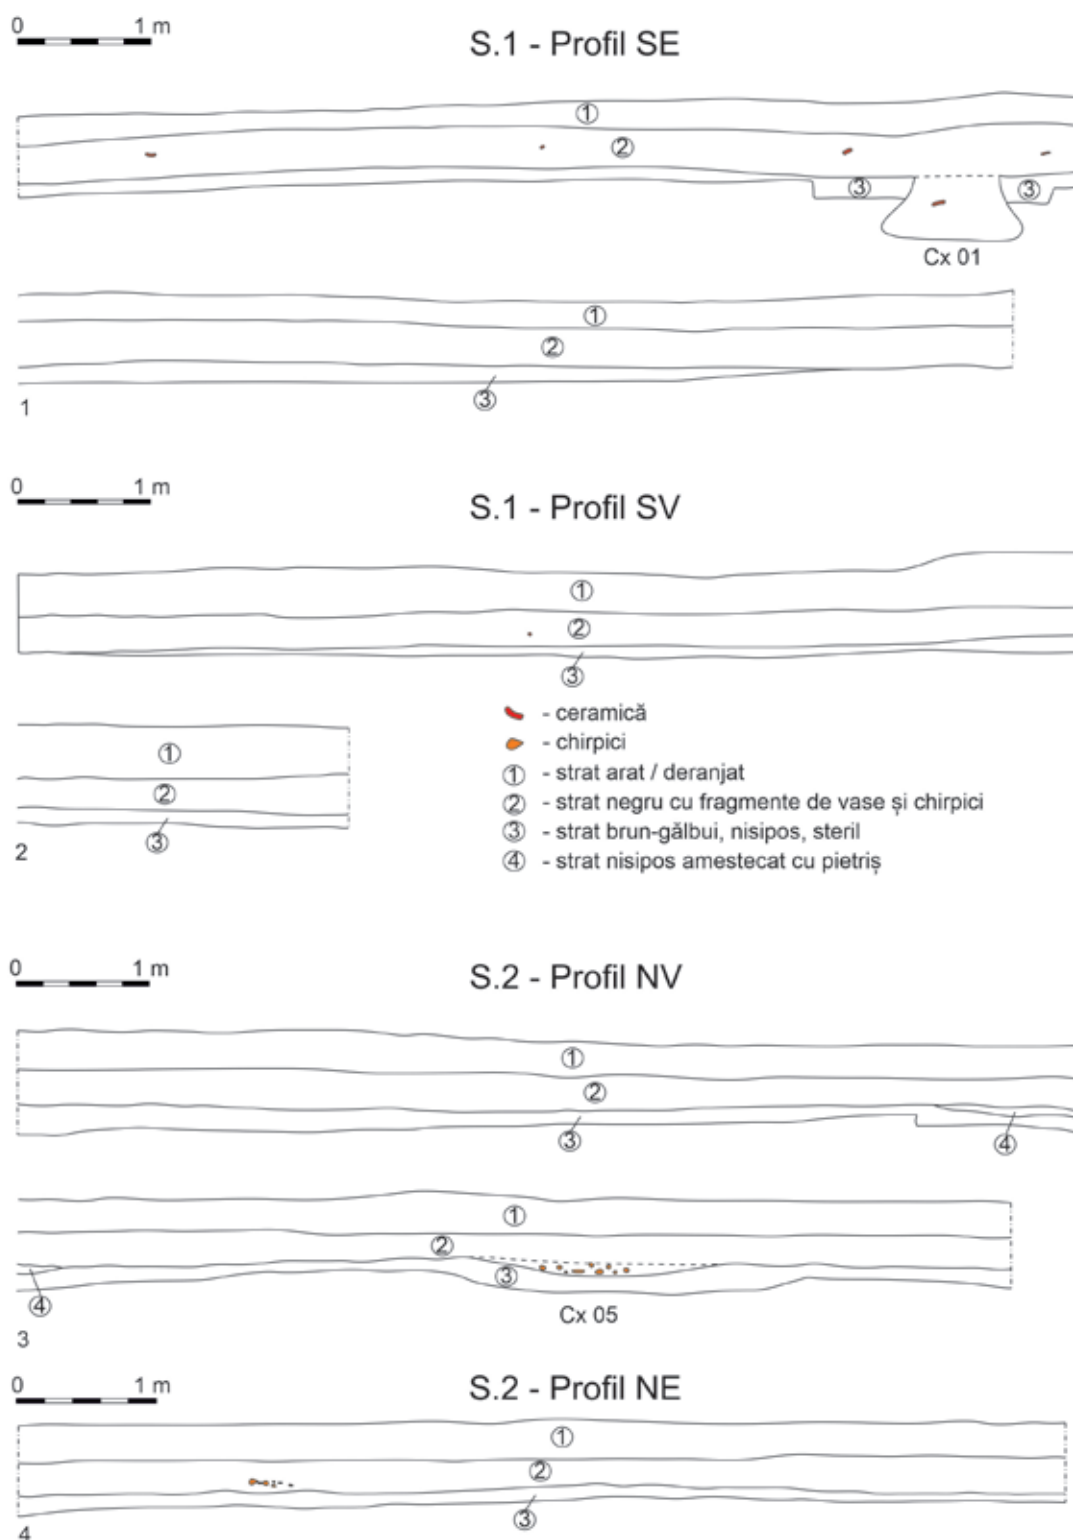 0 1 m
S.1 - Profil SE
1
2
3
3
Cx 01
1
2
3
1
0 1 m
S.1 - Profil SV
1
2
3
- ceramică
- chirpici
1 - strat arat / deranjat
2 - strat negru cu fragmente de vase și chirpici
3 - strat brun-gălbui, nisipos, steril
4 - strat nisipos amestecat cu pietriș
1
2
3
2
0 1 m
S.2 - Profil NV
1
2
3
4
1
2
3
4
Cx 05
3
0 1 m
S.2 - Profil NE
1
2
3
4